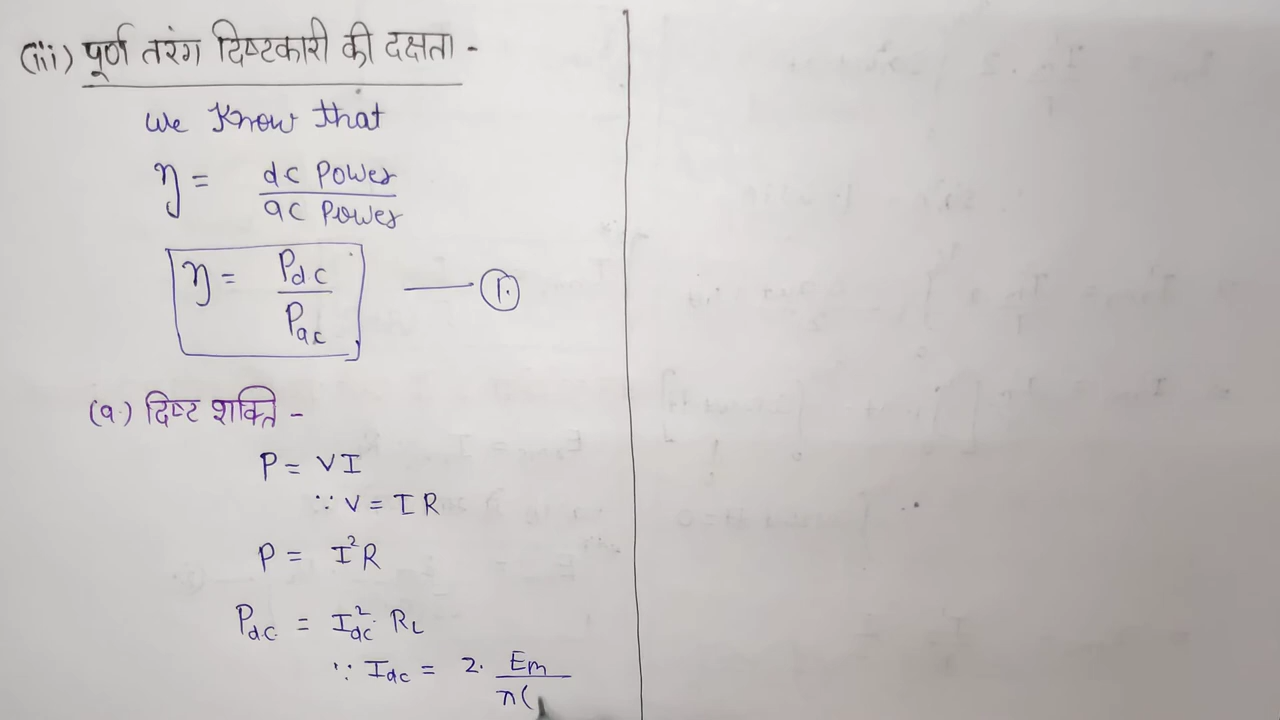 (iii) पूर्ण तरंग दिष्टकारी की दक्षता -
We Know that
η = dc Power / ac Power
η = Pdc / Pac —— ①.
(a.) दिष्ट शक्ति -
P = VI
∵ V = IR
P = I²R
Pdc = I²dc RL
∵ Idc = 2. Em / π(